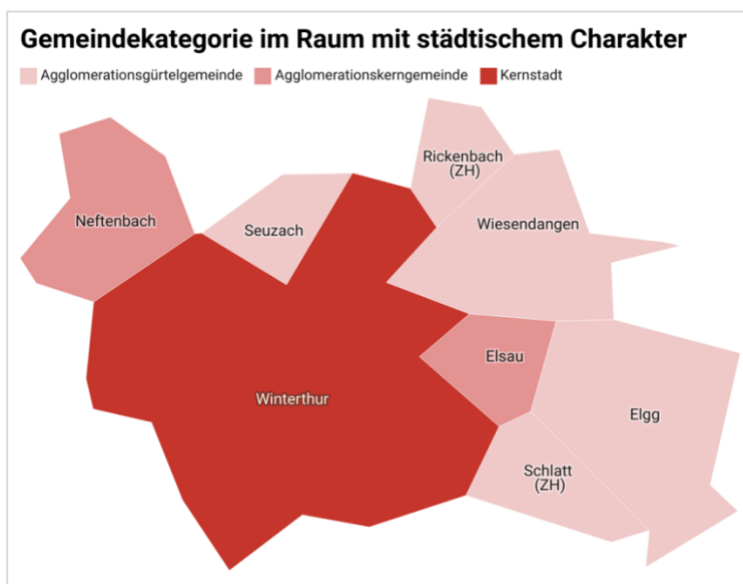 Gemeindekategorie im Raum mit städtischem Charakter
Agglomerationsgürtelgemeinde Agglomerationskerngemeinde Kernstadt
Rickenbach
(ZH)
Neftenbach
Seuzach
Wiesendangen
Elsau
Winterthur
Elgg
Schlatt
(ZH)